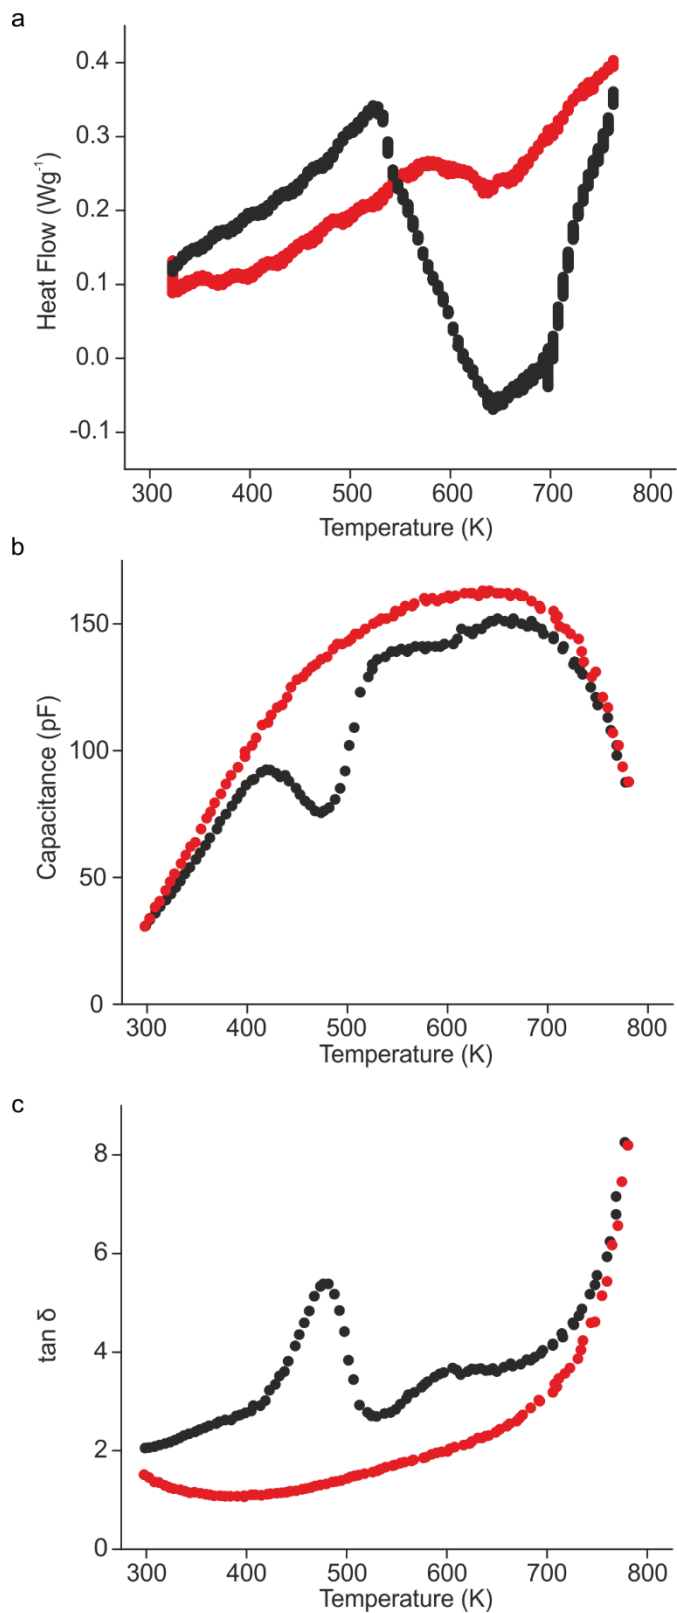 a
0.4
0.3
0.2
0.1
0.0
-0.1
Heat Flow (Wg⁻¹)
300 400 500 600 700 800
Temperature (K)
b
150
100
50
0
Capacitance (pF)
300 400 500 600 700 800
Temperature (K)
c
8
6
4
2
0
tan δ
300 400 500 600 700 800
Temperature (K)